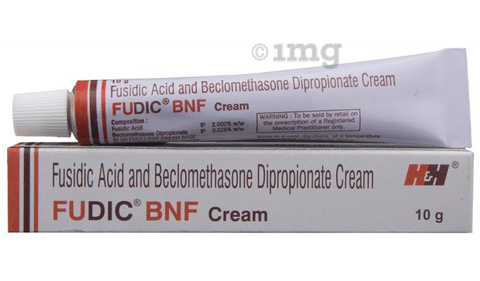 ©1mg
10 g
Fusidic Acid and Beclomethasone Dipropionate Cream
FUDIC® BNF Cream
Composition :
Fusidic Acid IP 2.000% w/w
Beclomethasone Dipropionate IP 0.025% w/w
WARNING : To be sold by retail on
the prescription of a Registered
Medical Practitioner only.
Fusidic Acid and Beclomethasone Dipropionate Cream
H&H®
FUDIC® BNF Cream
10 g